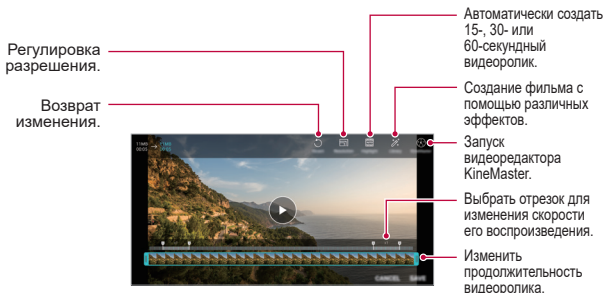 Регулировка
разрешения.
Возврат
изменения.
Автоматически создать
15-, 30- или
60-секундный
видеоролик.
Создание фильма с
помощью различных
эффектов.
Запуск
видеоредактора
KineMaster.
Выбрать отрезок для
изменения скорости
его воспроизведения.
Изменить
продолжительность
видеоролика.
CANCEL SAVE